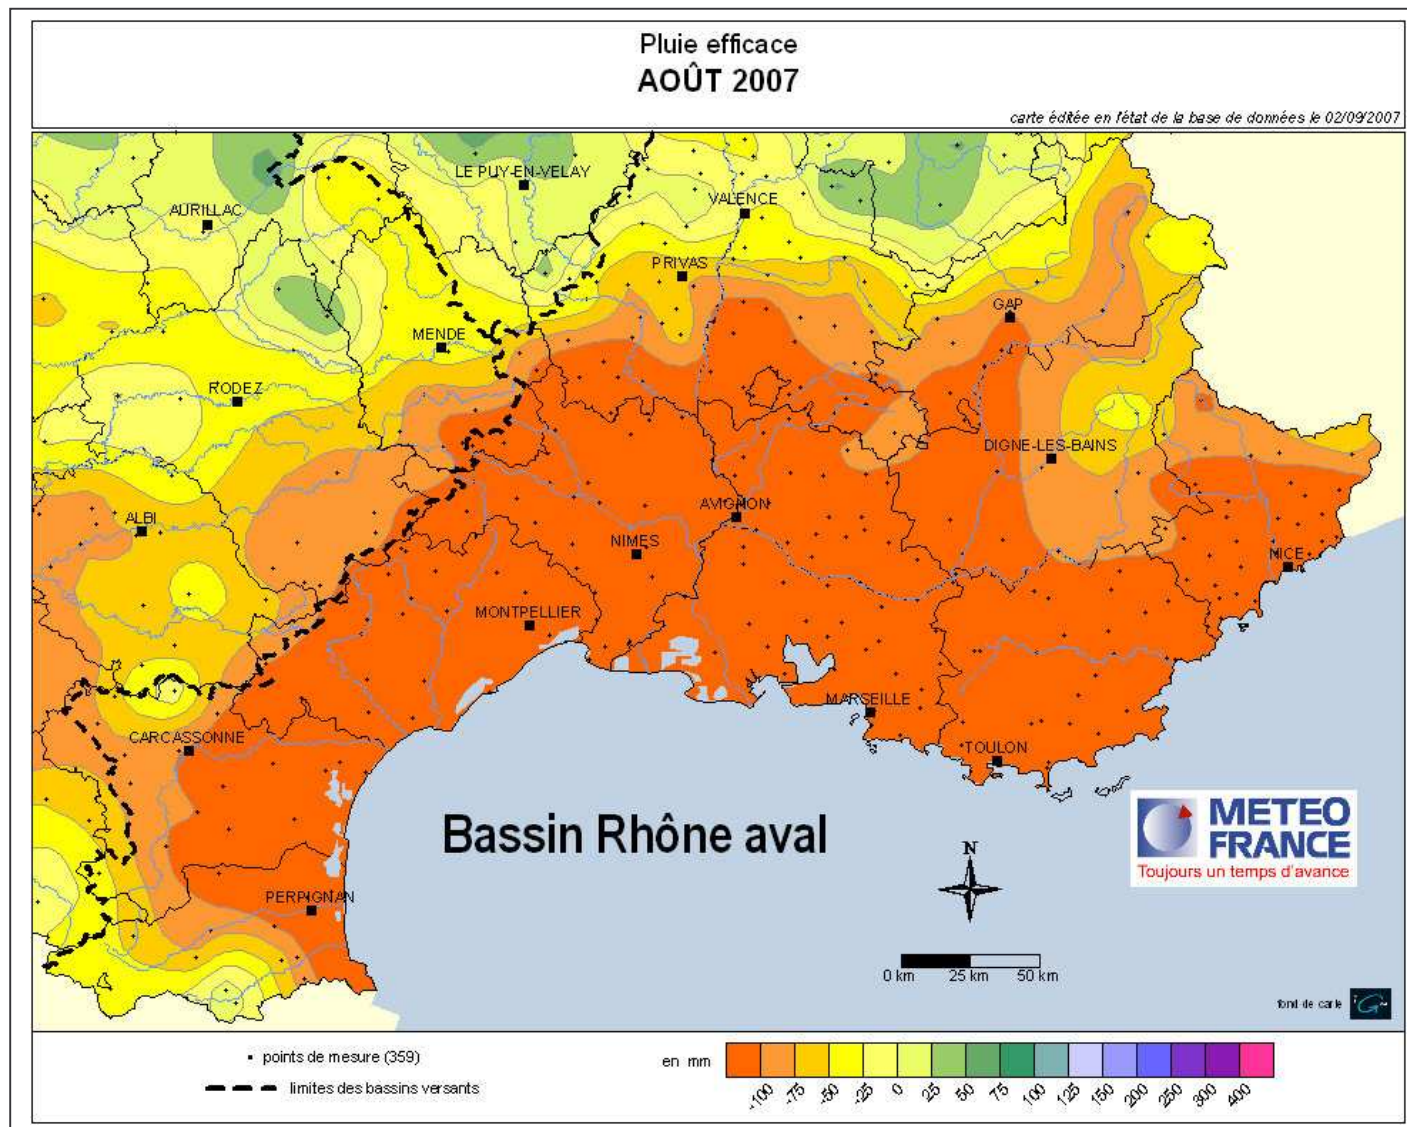 Pluie efficace
AOÛT 2007
carte éditée en l'état de la base de données le 02/09/2007
LE PUY-EN-VELAY
AURILLAC
VALENCE
PRIVAS
GAP
MENDE
RODEZ
DIGNE-LES-BAINS
AVIGNON
ALBI
NIMES
NICE
MONTPELLIER
MARSEILLE
CARCASSONNE
TOULON
METEO
FRANCE
Toujours un temps d'avance
Bassin Rhône aval
N
PERPIGNAN
0 km 25 km 50 km
fond de carte
points de mesure (359)
limites des bassins versants
en mm
-100 -75 -50 -25 0 25 50 75 100 125 150 200 250 300 400